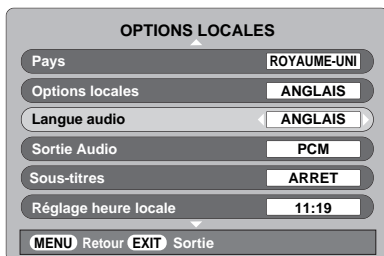 OPTIONS LOCALES
Pays ROYAUME-UNI
Options locales ANGLAIS
Langue audio ANGLAIS
Sortie Audio PCM
Sous-titres ARRET
Réglage heure locale 11:19
MENU Retour EXIT Sortie